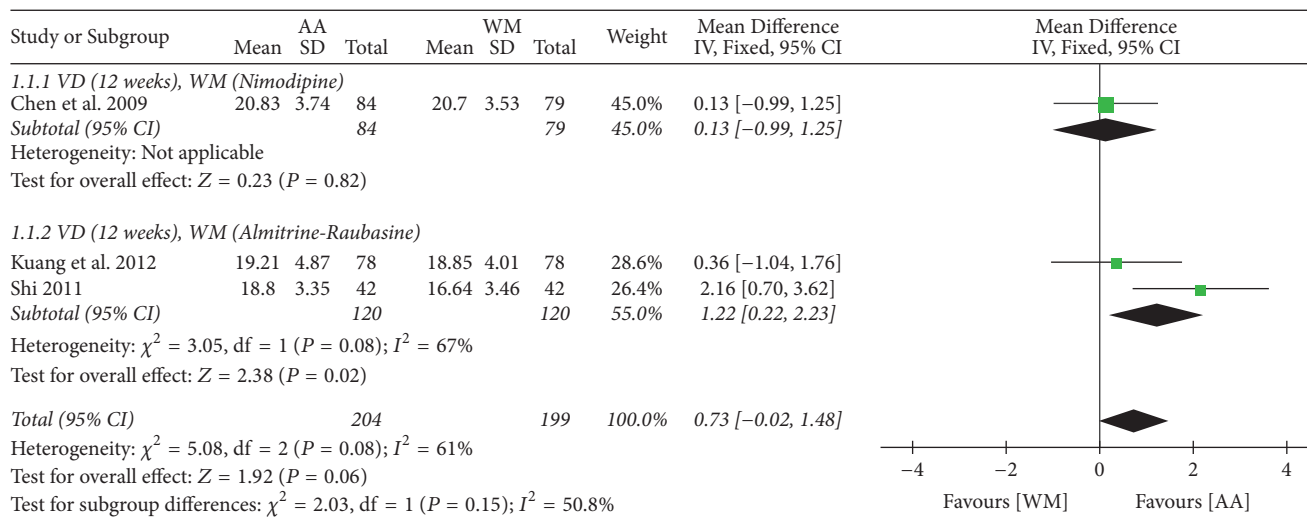 Study or Subgroup AA WM Weight Mean Difference Mean Difference
Mean SD Total Mean SD Total IV, Fixed, 95% CI IV, Fixed, 95% CI
1.1.1 VD (12 weeks), WM (Nimodipine)
Chen et al. 2009 20.83 3.74 84 20.7 3.53 79 45.0% 0.13 [−0.99, 1.25]
Subtotal (95% CI) 84 79 45.0% 0.13 [−0.99, 1.25]
Heterogeneity: Not applicable
Test for overall effect: Z = 0.23 (P = 0.82)
1.1.2 VD (12 weeks), WM (Almitrine-Raubasine)
Kuang et al. 2012 19.21 4.87 78 18.85 4.01 78 28.6% 0.36 [−1.04, 1.76]
Shi 2011 18.8 3.35 42 16.64 3.46 42 26.4% 2.16 [0.70, 3.62]
Subtotal (95% CI) 120 120 55.0% 1.22 [0.22, 2.23]
Heterogeneity: χ² = 3.05, df = 1 (P = 0.08); I² = 67%
Test for overall effect: Z = 2.38 (P = 0.02)
Total (95% CI) 204 199 100.0% 0.73 [−0.02, 1.48]
Heterogeneity: χ² = 5.08, df = 2 (P = 0.08); I² = 61%
Test for overall effect: Z = 1.92 (P = 0.06)
Test for subgroup differences: χ² = 2.03, df = 1 (P = 0.15); I² = 50.8%
−4 −2 0 2 4
Favours [WM] Favours [AA]